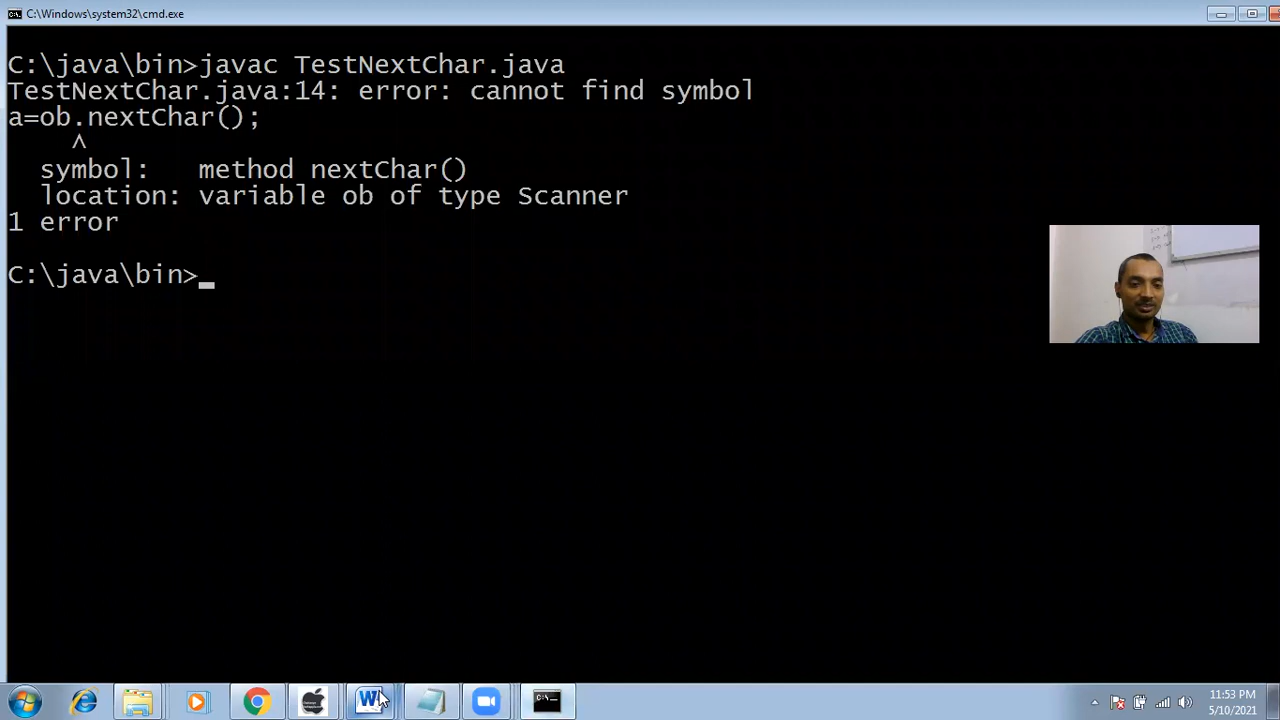 C:\Windows\system32\cmd.exe
C:\java\bin>javac TestNextChar.java
TestNextChar.java:14: error: cannot find symbol
a=ob.nextChar();
^
symbol:   method nextChar()
location: variable ob of type Scanner
1 error
C:\java\bin>
11:53 PM
5/10/2021